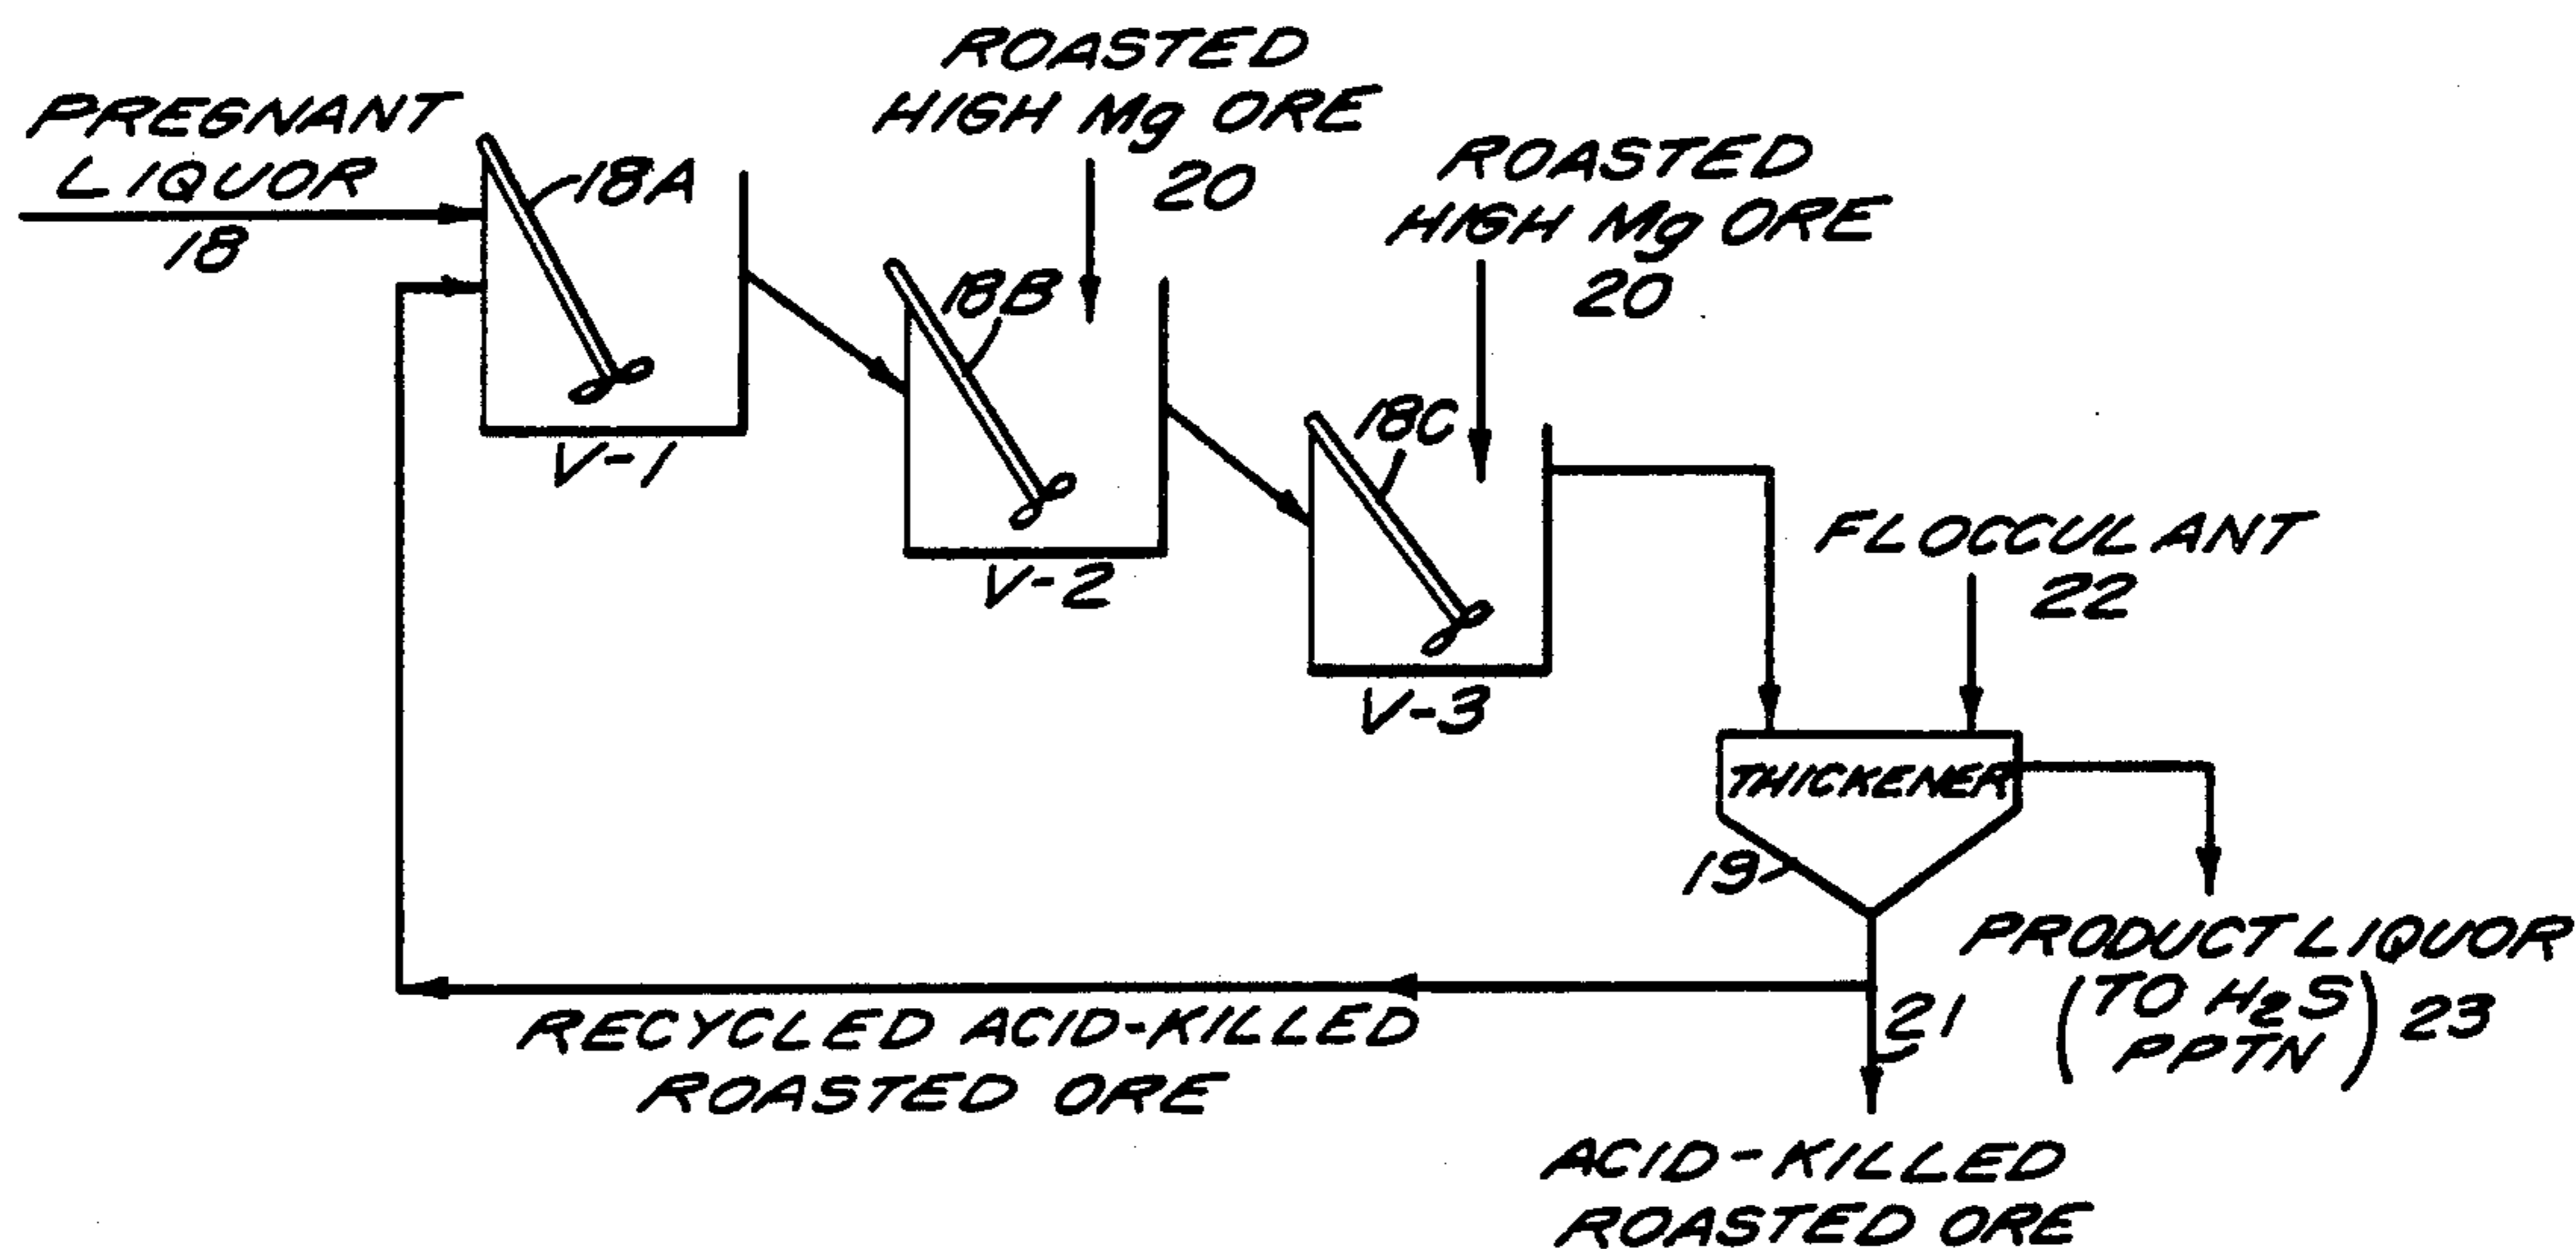 PREGNANT
LIQUOR
18
18A
V-1
ROASTED
HIGH Mg ORE
20
18B
V-2
ROASTED
HIGH Mg ORE
20
18C
V-3
FLOCCULANT
22
THICKENER
19
PRODUCT LIQUOR
(TO H2S PPTN) 23
21
RECYCLED ACID-KILLED
ROASTED ORE
ACID-KILLED
ROASTED ORE